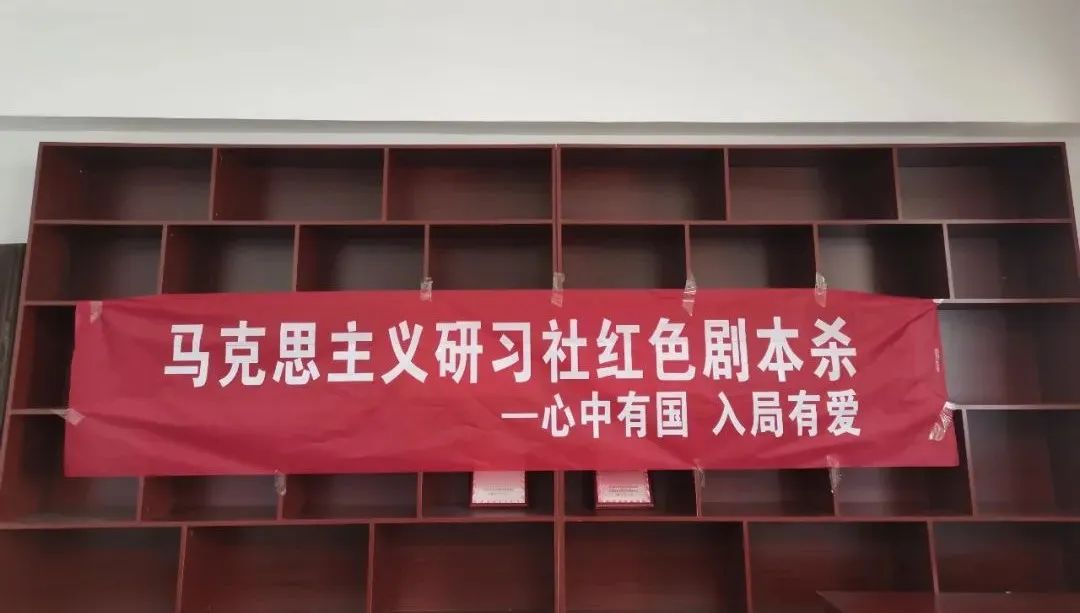 马克思主义研习社红色剧本杀
—心中有国 入局有爱